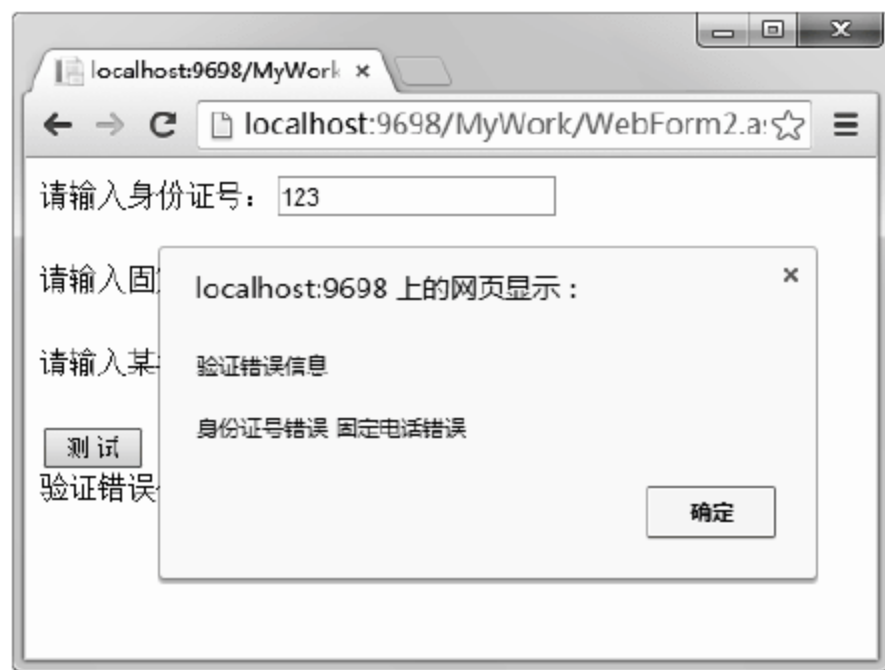 localhost:9698/MyWork
localhost:9698/MyWork/WebForm2.a
请输入身份证号： 123
请输入固
localhost:9698 上的网页显示：
请输入某
验证错误信息
身份证号错误 固定电话错误
测 试
验证错误
确定